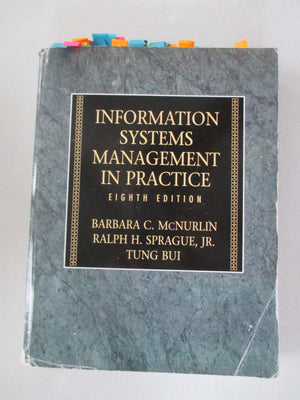 INFORMATION
SYSTEMS
MANAGEMENT
IN PRACTICE
EIGHTH EDITION
BARBARA C. McNURLIN
RALPH H. SPRAGUE, JR.
TUNG BUI